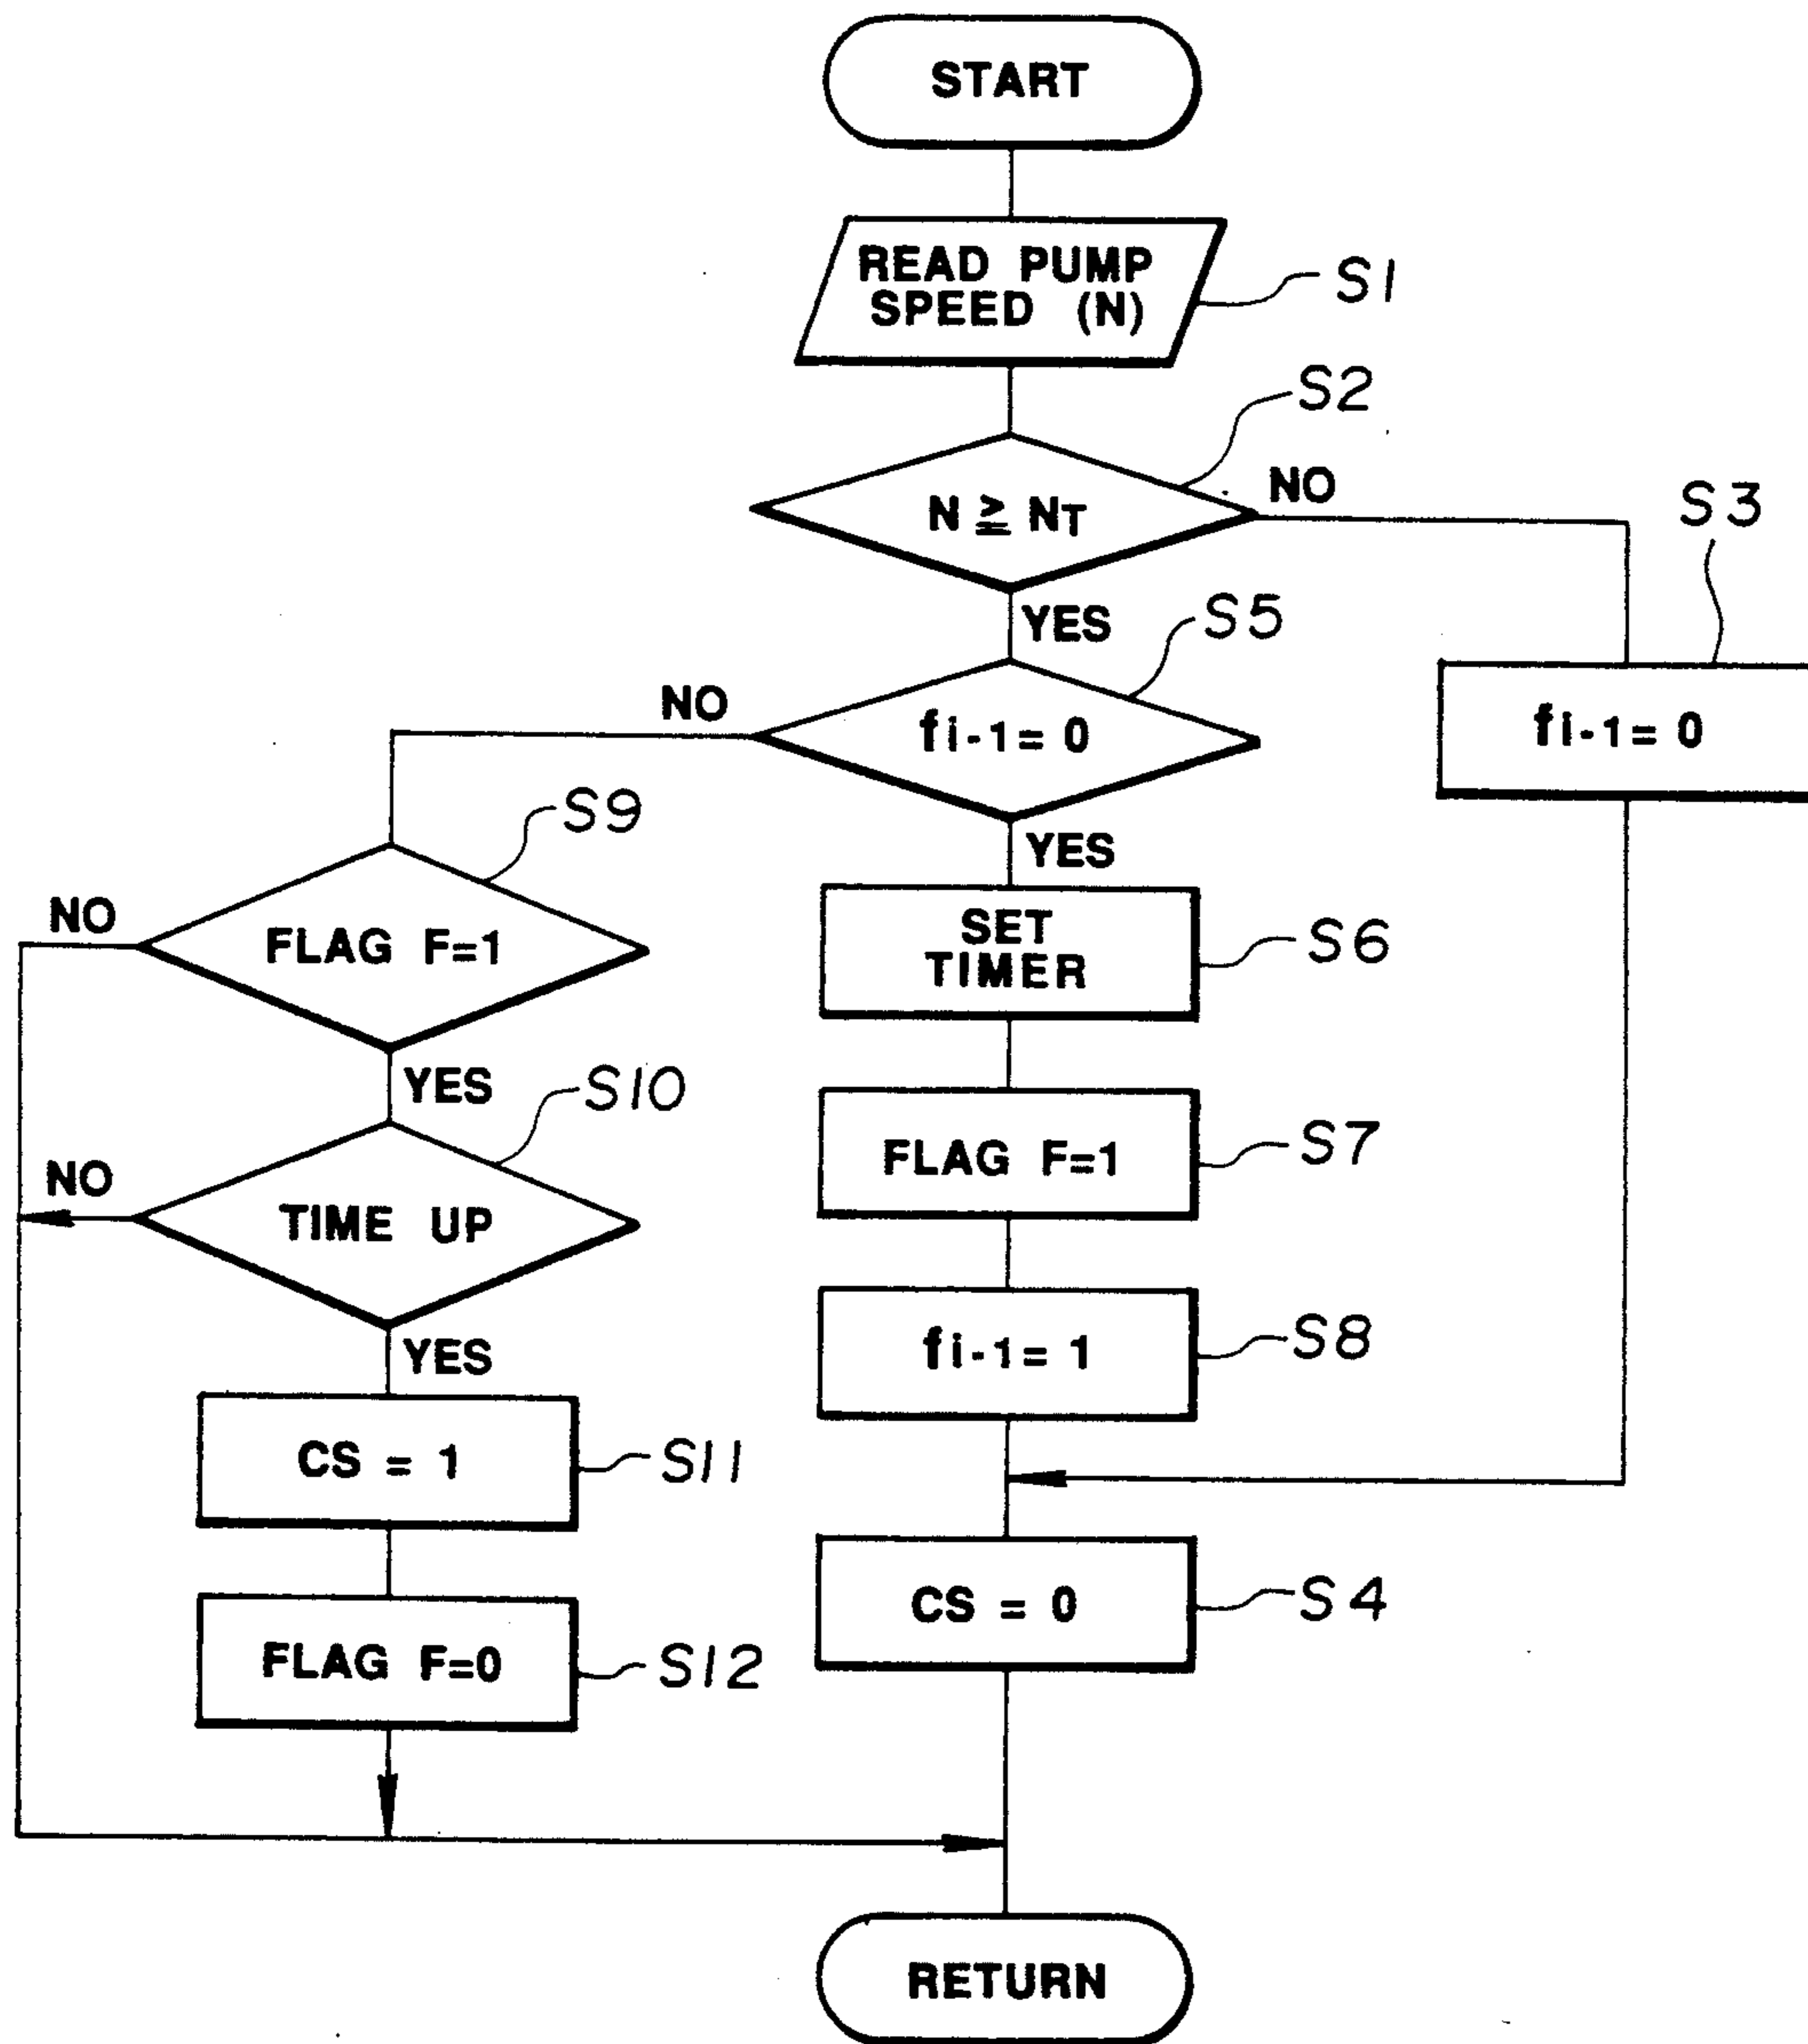 START
READ PUMP
SPEED (N)
S1
S2
N ≧ NT
NO
S3
YES
S5
NO
fi-1= 0
fi-1= 0
S9
YES
NO
FLAG F=1
SET
TIMER
S6
YES
S10
NO
TIME UP
FLAG F=1
S7
YES
fi-1= 1
S8
CS = 1
S11
CS = 0
S4
FLAG F=0
S12
RETURN